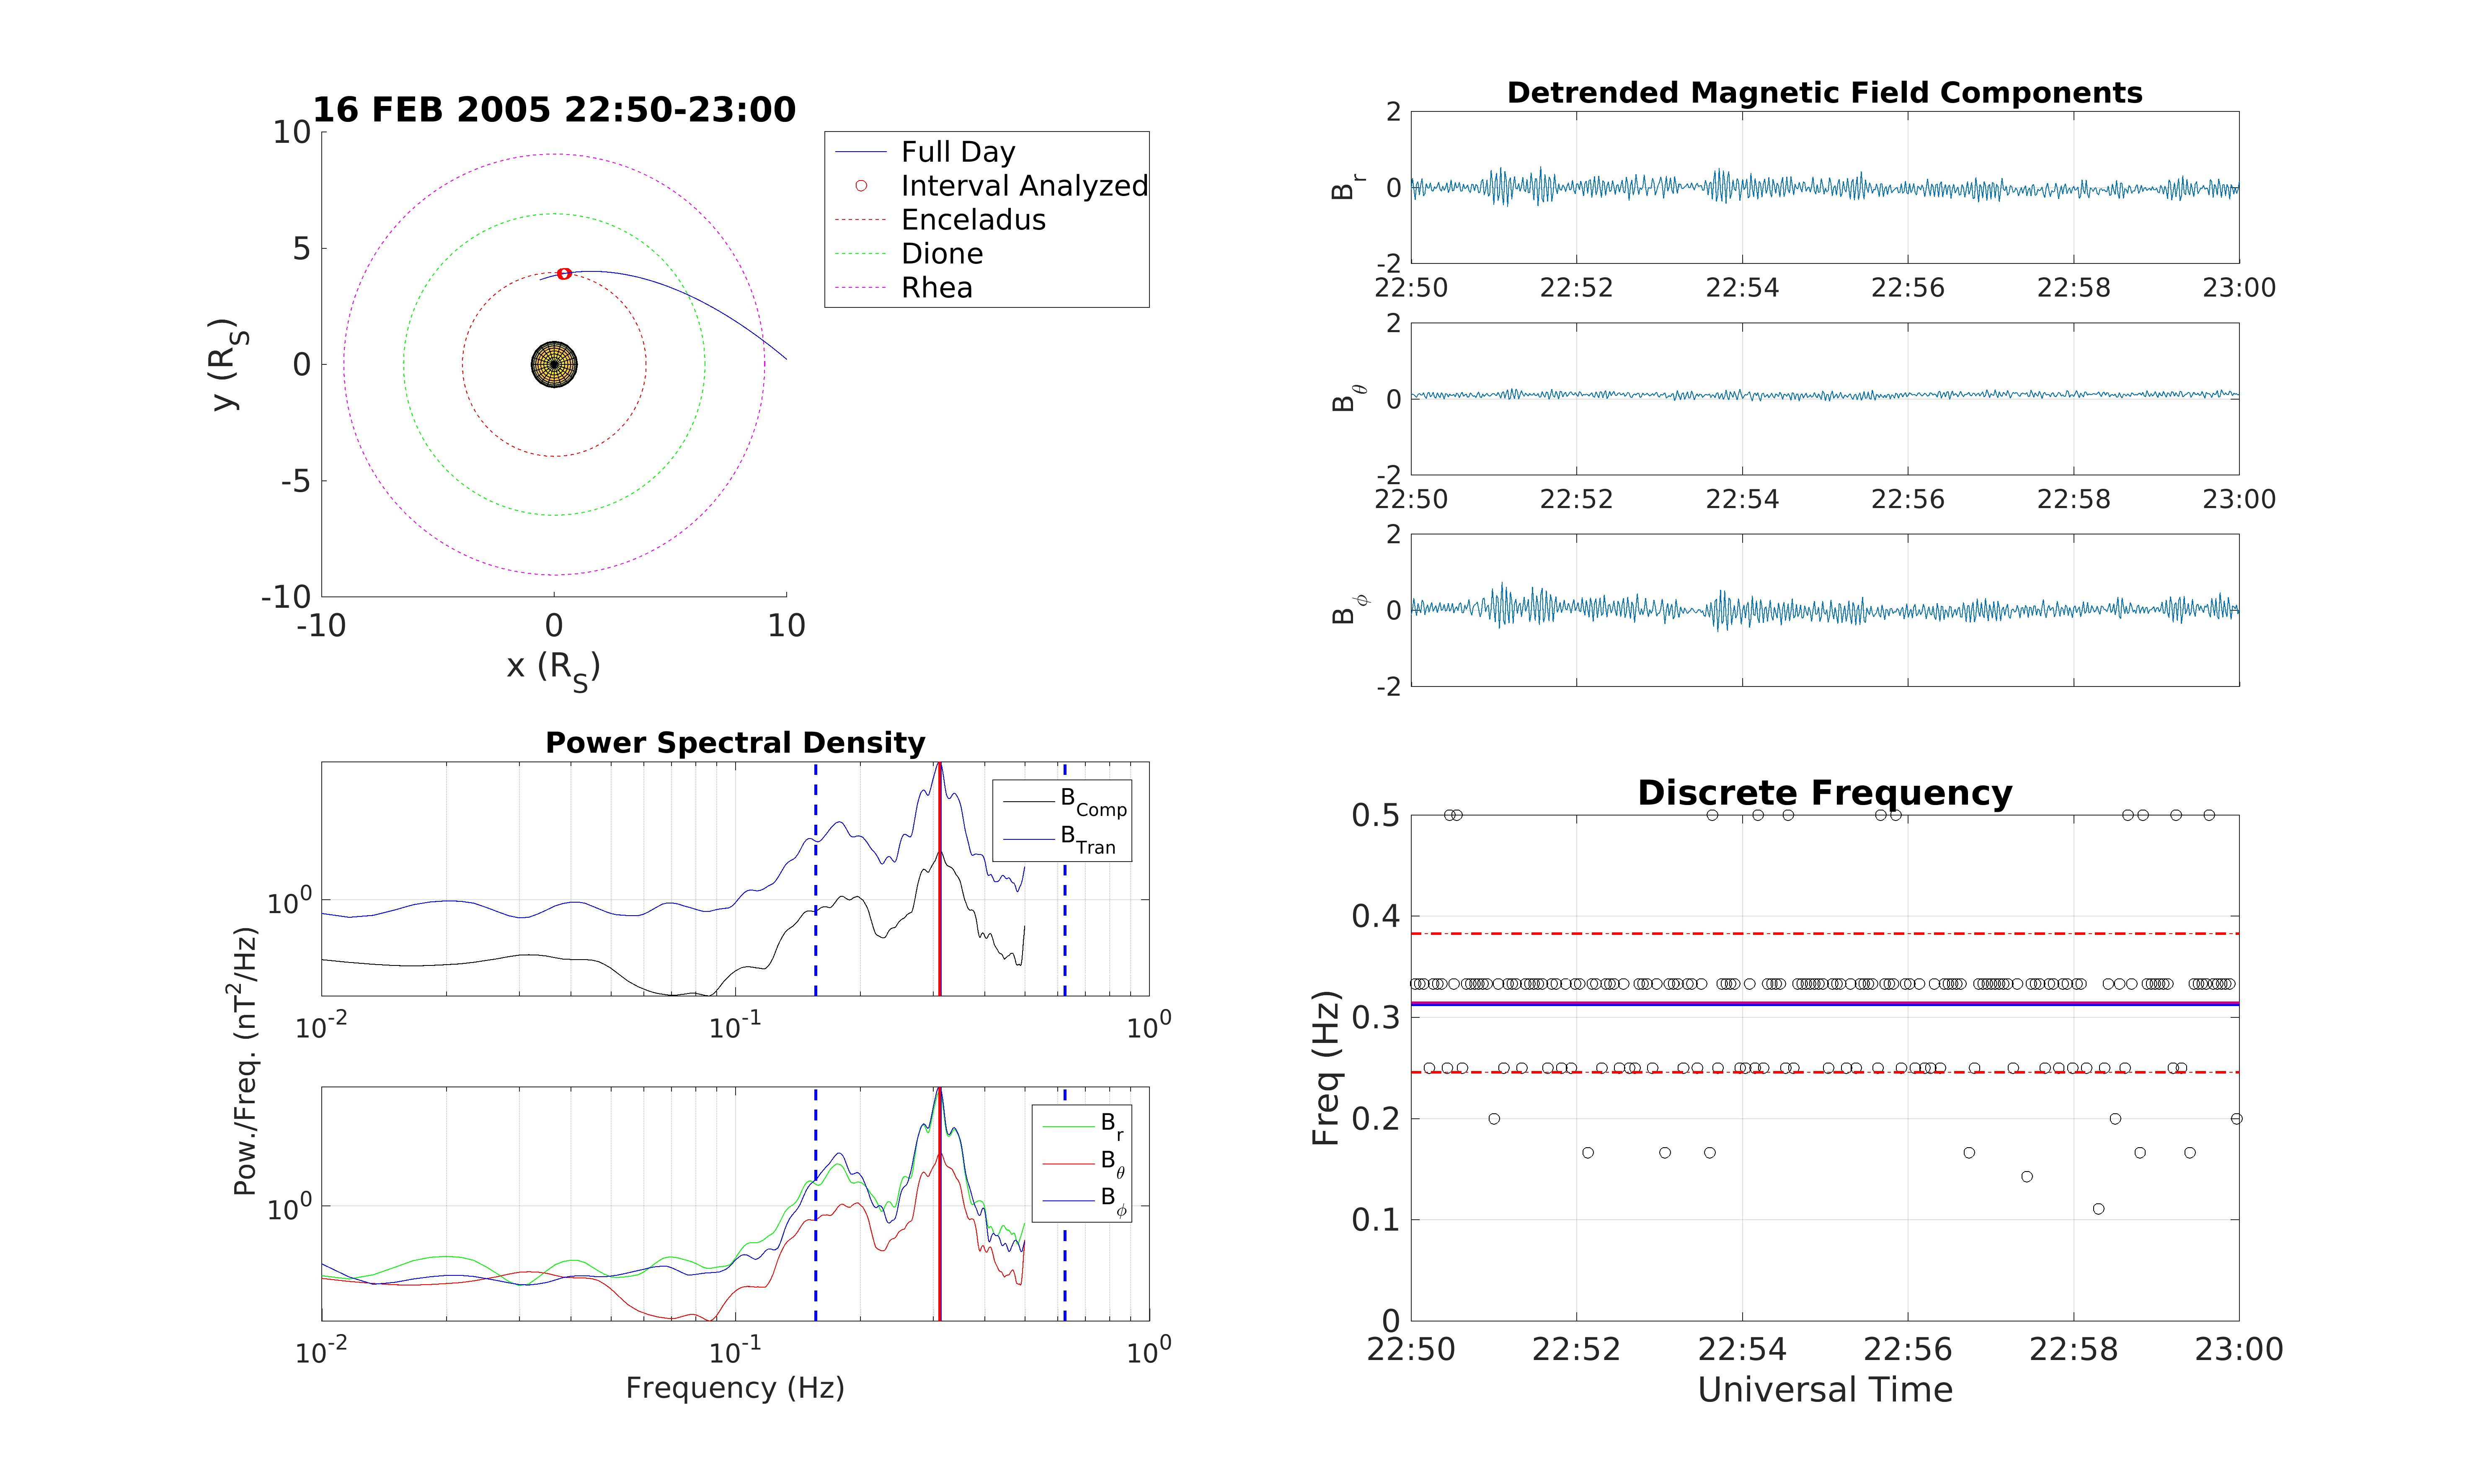 16 FEB 2005 22:50-23:00
10
5
0
-5
-10
-10
0
10
y (R_S)
x (R_S)
Full Day
Interval Analyzed
Enceladus
Dione
Rhea
Detrended Magnetic Field Components
2
0
-2
B_r
22:50 22:52 22:54 22:56 22:58 23:00
2
0
-2
B_θ
22:50 22:52 22:54 22:56 22:58 23:00
2
0
-2
B_ϕ
Power Spectral Density
10^0
B_Comp
B_Tran
10^-2 10^-1 10^0
Pow./Freq. (nT^2/Hz)
10^0
B_r
B_θ
B_ϕ
10^-2 10^-1 10^0
Frequency (Hz)
Discrete Frequency
0.5
0.4
0.3
0.2
0.1
0
Freq (Hz)
22:50 22:52 22:54 22:56 22:58 23:00
Universal Time